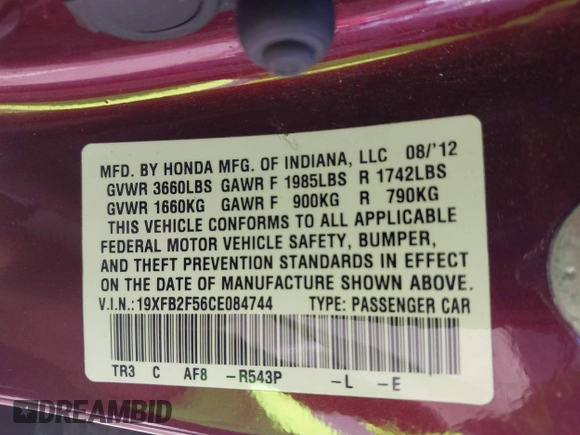 MFD. BY HONDA MFG. OF INDIANA, LLC 08/'12
GVWR 3660LBS GAWR F 1985LBS R 1742LBS
GVWR 1660KG GAWR F 900KG R 790KG
THIS VEHICLE CONFORMS TO ALL APPLICABLE
FEDERAL MOTOR VEHICLE SAFETY, BUMPER,
AND THEFT PREVENTION STANDARDS IN EFFECT
ON THE DATE OF MANUFACTURE SHOWN ABOVE.
V.I.N.:19XFB2F56CE084744 TYPE: PASSENGER CAR
TR3 C AF8 -R543P -L -E
DREAMBID